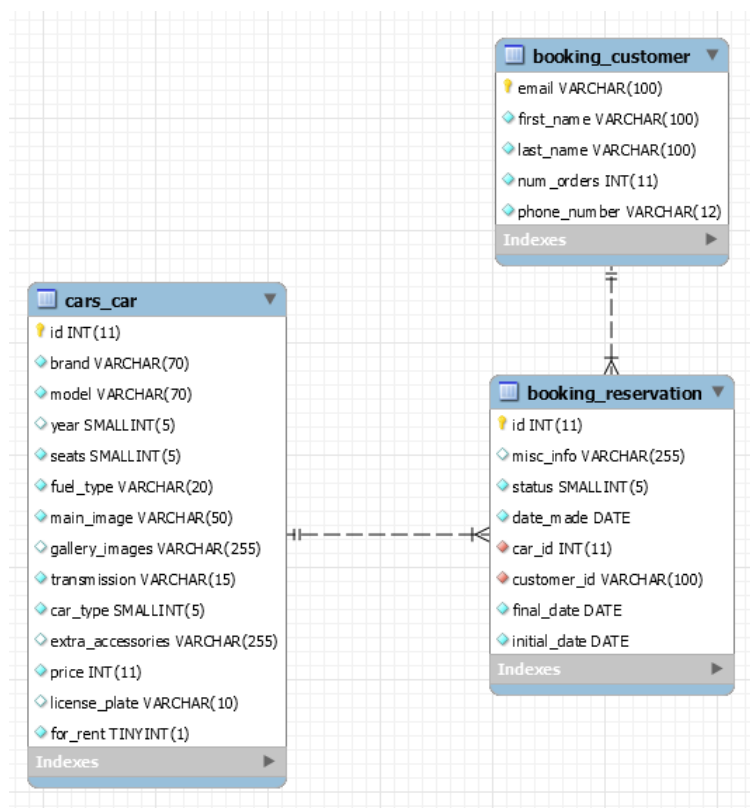 booking_customer
email VARCHAR(100)
first_name VARCHAR(100)
last_name VARCHAR(100)
num_orders INT(11)
phone_number VARCHAR(12)
Indexes
cars_car
id INT(11)
brand VARCHAR(70)
model VARCHAR(70)
year SMALLINT(5)
seats SMALLINT(5)
fuel_type VARCHAR(20)
main_image VARCHAR(50)
gallery_images VARCHAR(255)
transmission VARCHAR(15)
car_type SMALLINT(5)
extra_accessories VARCHAR(255)
price INT(11)
license_plate VARCHAR(10)
for_rent TINYINT(1)
Indexes
booking_reservation
id INT(11)
misc_info VARCHAR(255)
status SMALLINT(5)
date_made DATE
car_id INT(11)
customer_id VARCHAR(100)
final_date DATE
initial_date DATE
Indexes